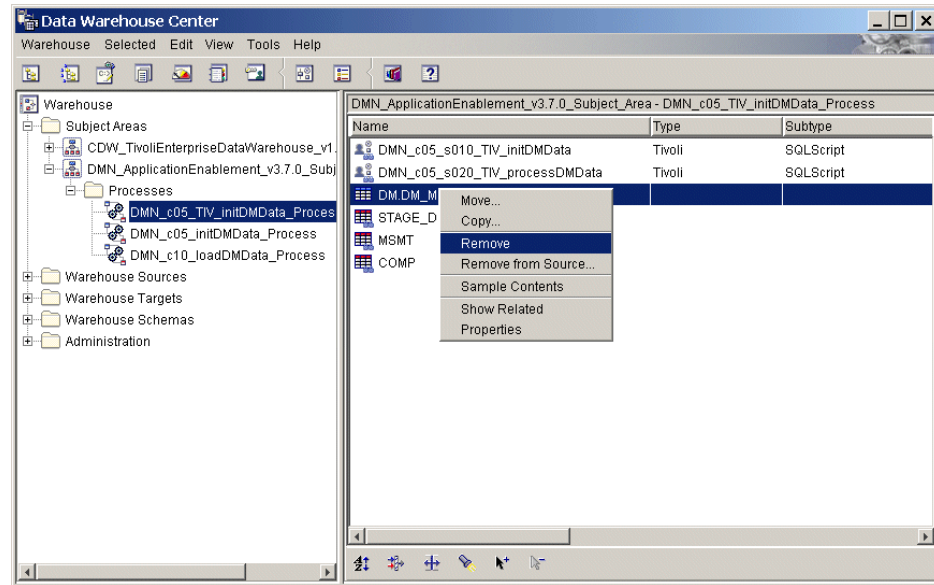 Data Warehouse Center
Warehouse Selected Edit View Tools Help
Warehouse
Subject Areas
CDW_TivoliEnterpriseDataWarehouse_v1.
DMN_ApplicationEnablement_v3.7.0_Subj
Processes
DMN_c05_TIV_initDMData_Proces
DMN_c05_initDMData_Process
DMN_c10_loadDMData_Process
Warehouse Sources
Warehouse Targets
Warehouse Schemas
Administration
DMN_ApplicationEnablement_v3.7.0_Subject_Area - DMN_c05_TIV_initDMData_Process
Name Type Subtype
DMN_c05_s010_TIV_initDMData Tivoli SQLScript
DMN_c05_s020_TIV_processDMData Tivoli SQLScript
DM.DM_M
STAGE_D
MSMT
COMP
Move...
Copy...
Remove
Remove from Source...
Sample Contents
Show Related
Properties